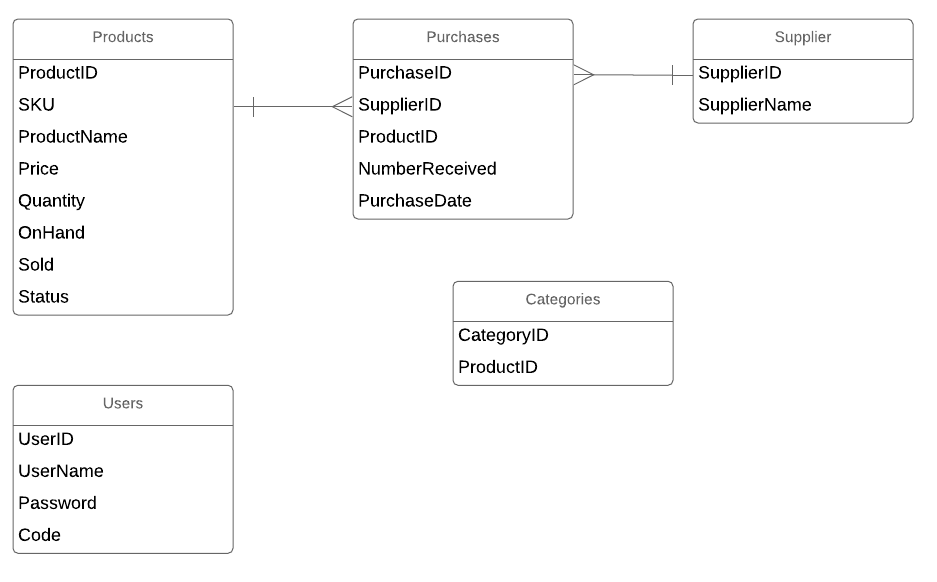 Products
ProductID
SKU
ProductName
Price
Quantity
OnHand
Sold
Status
Purchases
PurchaseID
SupplierID
ProductID
NumberReceived
PurchaseDate
Supplier
SupplierID
SupplierName
Categories
CategoryID
ProductID
Users
UserID
UserName
Password
Code